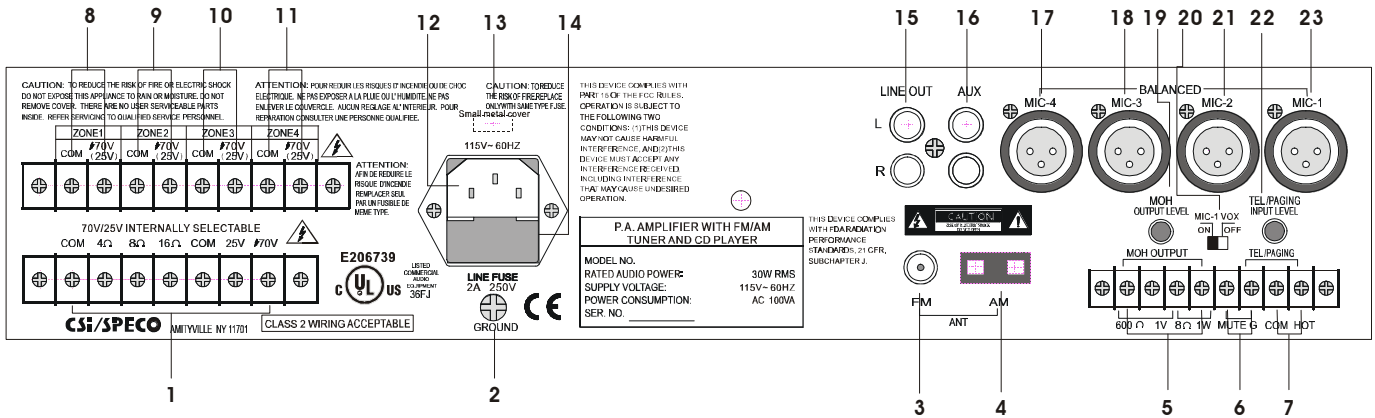 8 9 10 11 12 13 14 15 16 17 18 19 20 21 22 23
CAUTION: TO REDUCE THE RISK OF FIRE OR ELECTRIC SHOCK
DO NOT EXPOSE THIS APPLIANCE TO RAIN OR MOISTURE. DO NOT
REMOVE COVER. THERE ARE NO USER SERVICEABLE PARTS
INSIDE. REFER SERVICING TO QUALIFIED SERVICE PERSONNEL.
ATTENTION: POUR REDUIR LES RISQUES D'INCENDIE OU DE CHOC
ELECTRIQUE. NE PAS EXPOSER A LA PLUIE OU L'HUMIDITE. NE PAS
ENLEVER LE COUVERCLE. AUCUN REGLAGE AL'INTERIEUR. POUR
REPARATION CONSULTER UNE PERSONNE QUALIFIEE.
CAUTION: TO REDUCE
THE RISK OF FIRE, REPLACE
ONLY WITH SAME TYPE FUSE.
Small metal cover
115V~ 60HZ
THIS DEVICE COMPLIES WITH
PART 15 OF THE FCC RULES.
OPERATION IS SUBJECT TO
THE FOLLOWING TWO
CONDITIONS: (1)THIS DEVICE
MAY NOT CAUSE HARMFUL
INTERFERENCE, AND(2)THIS
DEVICE MUST ACCEPT ANY
INTERFERENCE RECEIVED.
INCLUDING INTERFERENCE
THAT MAY CAUSE UNDESIRED
OPERATION.
LINE OUT AUX
L
R
BALANCED
MIC-4 MIC-3 MIC-2 MIC-1
ZONE1 ZONE2 ZONE3 ZONE4
COM 70V (25V) COM 70V (25V) COM 70V (25V) COM 70V (25V)
ATTENTION:
AFIN DE REDUIRE LE
RISQUE D'INCENDIE
REMPLACER SEUL
PAR UN FUSIBLE DE
MEME TYPE.
70V/25V INTERNALLY SELECTABLE
COM 4Ω 8Ω 16Ω COM 25V 70V
E206739
C UL US
LISTED
COMMERCIAL
AUDIO
EQUIPMENT
36FJ
CSi/SPECO AMITYVILLE NY 11701
CLASS 2 WIRING ACCEPTABLE
LINE FUSE
2A 250V
GROUND
CE
P.A. AMPLIFIER WITH FM/AM
TUNER AND CD PLAYER
MODEL NO.
RATED AUDIO POWER: 30W RMS
SUPPLY VOLTAGE: 115V~ 60HZ
POWER CONSUMPTION: AC 100VA
SER. NO.
THIS DEVICE COMPLIES
WITH FDA RADIATION
PERFORMANCE
STANDARDS, 21 CFR,
SUBCHAPTER J.
CAUTION
FM AM
ANT
MOH
OUTPUT LEVEL
MIC-1 VOX
ON OFF
TEL/PAGING
INPUT LEVEL
MOH OUTPUT TEL/PAGING
600 Ω 1V 8Ω 1W MUTE G COM HOT
1 2 3 4 5 6 7